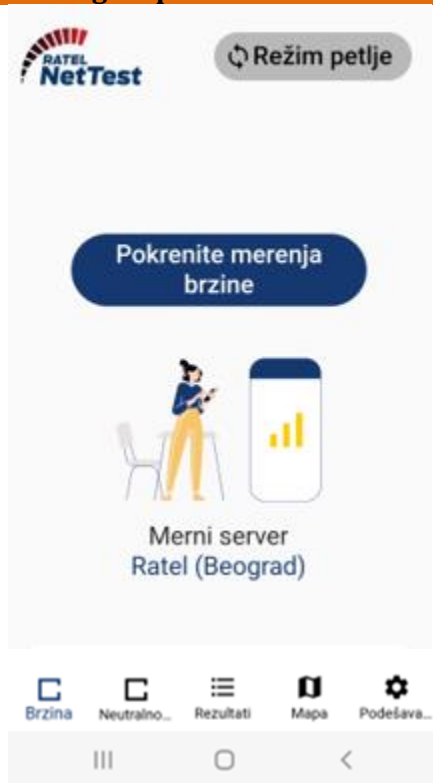 RATEL
NetTest
Režim petlje
Pokrenite merenja
brzine
Merni server
Ratel (Beograd)
Brzina
Neutralno...
Rezultati
Mapa
Podešava...